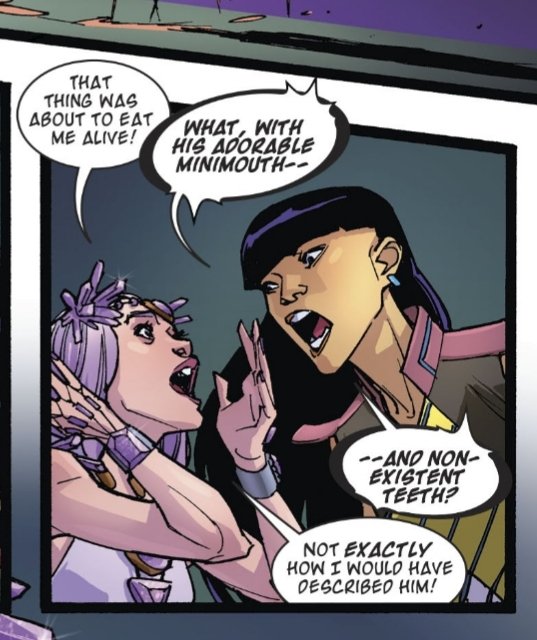 THAT
THING WAS
ABOUT TO EAT
ME ALIVE!
WHAT, WITH
HIS ADORABLE
MINIMOUTH--
--AND NON-
EXISTENT
TEETH?
NOT EXACTLY
HOW I WOULD HAVE
DESCRIBED HIM!